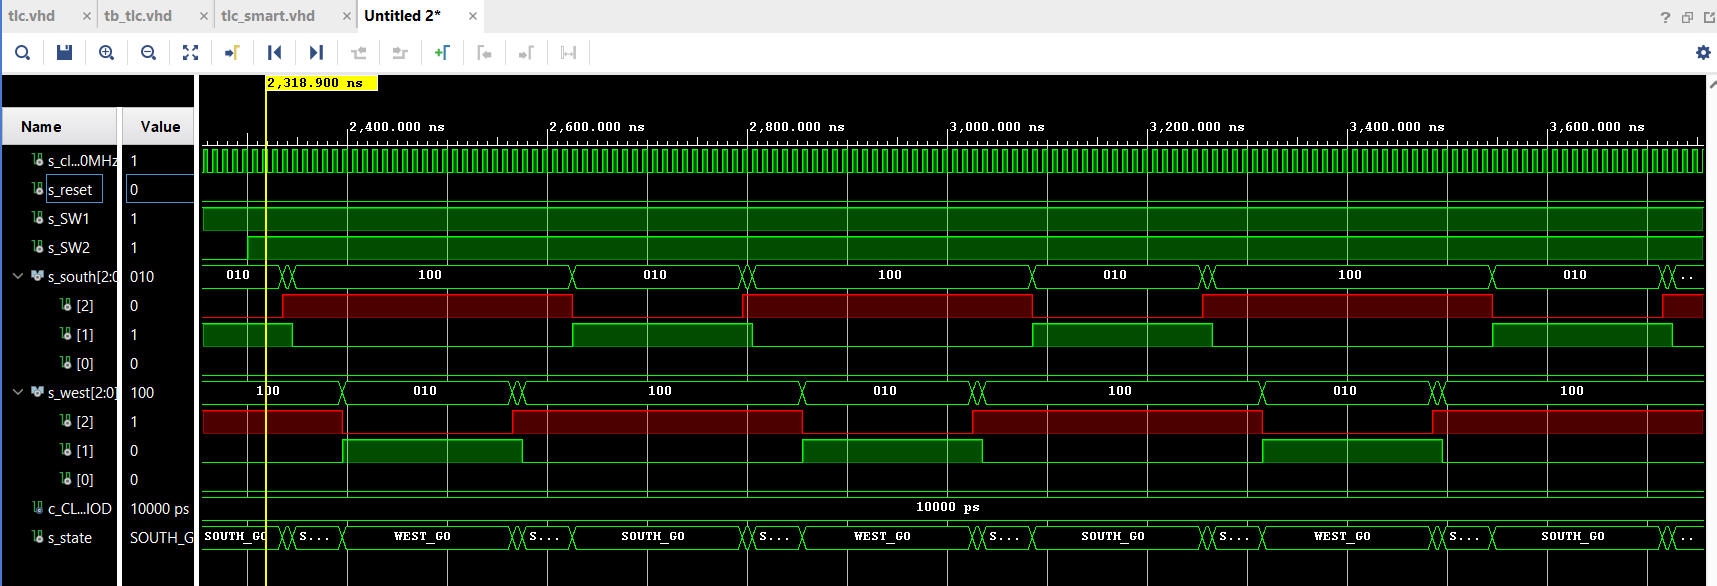 tlc.vhd × tb_tlc.vhd × tlc_smart.vhd × Untitled 2* ×
?
2,318.900 ns
Name Value
2,400.000 ns 2,600.000 ns 2,800.000 ns 3,000.000 ns 3,200.000 ns 3,400.000 ns 3,600.000 ns
s_cl...0MHz 1
s_reset 0
s_SW1 1
s_SW2 1
s_south[2:0 010 010 100 010 100 010 100 010 ..
[2] 0
[1] 1
[0] 0
s_west[2:0] 100 100 010 100 010 100 010 100
[2] 1
[1] 0
[0] 0
c_CL...IOD 10000 ps 10000 ps
s_state SOUTH_G SOUTH_GO S... WEST_GO S... SOUTH_GO S... WEST_GO S... SOUTH_GO S... WEST_GO S... SOUTH_GO ..